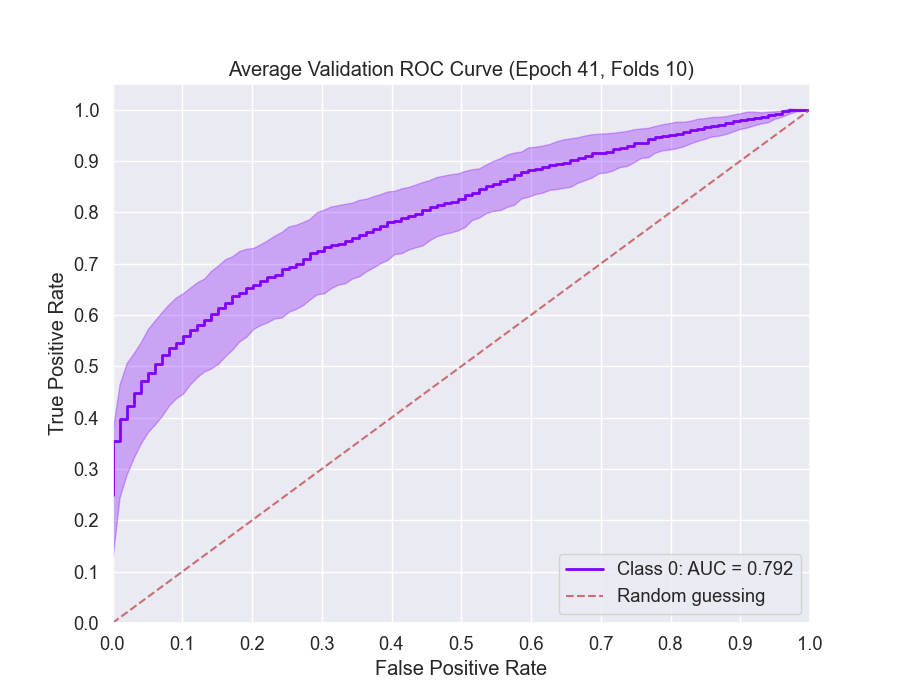 Average Validation ROC Curve (Epoch 41, Folds 10)
True Positive Rate
1.0
0.9
0.8
0.7
0.6
0.5
0.4
0.3
0.2
0.1
0.0
Class 0: AUC = 0.792
Random guessing
0.0 0.1 0.2 0.3 0.4 0.5 0.6 0.7 0.8 0.9 1.0
False Positive Rate